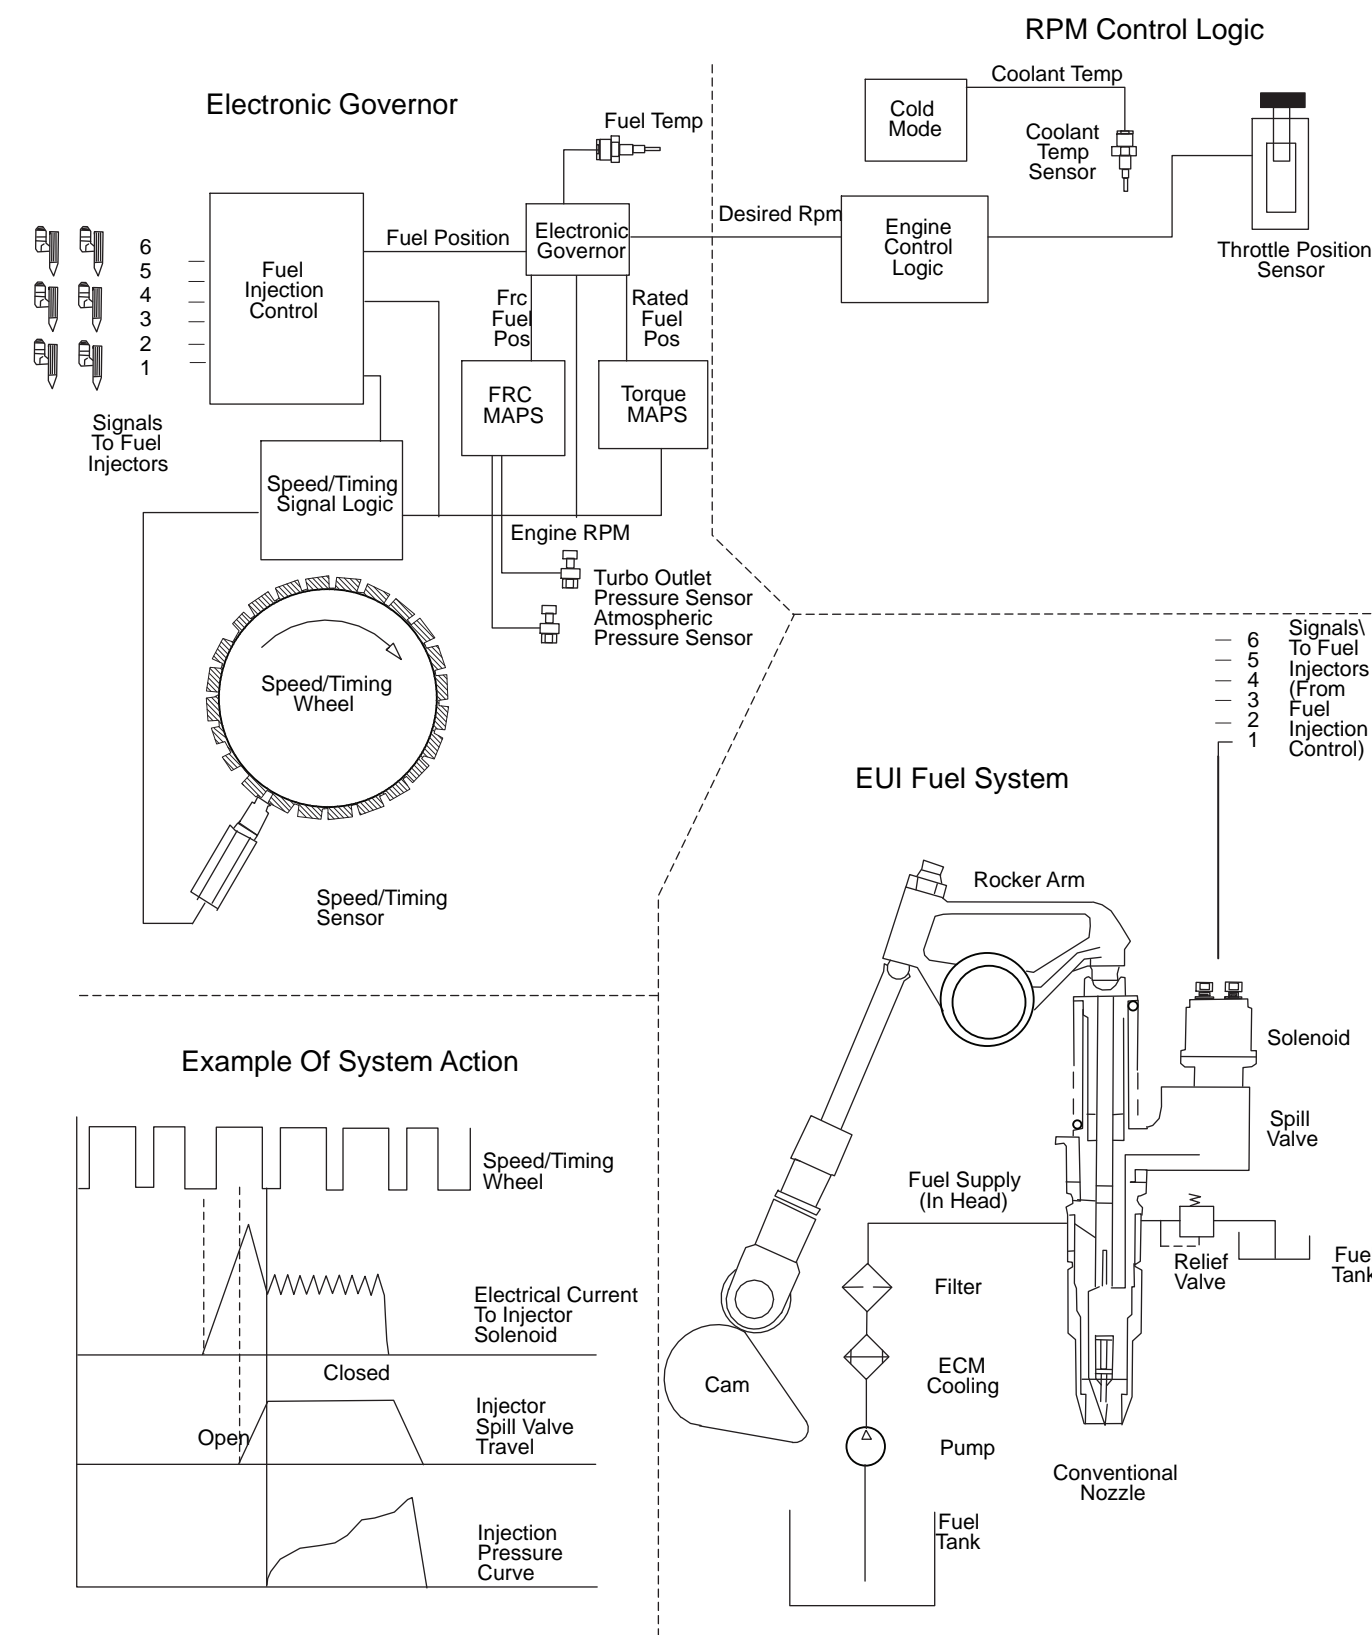 RPM Control Logic
Electronic Governor
Coolant Temp
Cold
Mode
Coolant
Temp
Sensor
Fuel Temp
Desired Rpm
Engine
Control
Logic
Throttle Position
Sensor
Electronic
Governor
Fuel Position
6
5
4
3
2
1
Fuel
Injection
Control
Frc
Fuel
Pos
Rated
Fuel
Pos
FRC
MAPS
Torque
MAPS
Signals
To Fuel
Injectors
Speed/Timing
Signal Logic
Engine RPM
Turbo Outlet
Pressure Sensor
Atmospheric
Pressure Sensor
Speed/Timing
Wheel
Speed/Timing
Sensor
6
5
4
3
2
1
Signals\
To Fuel
Injectors
(From
Fuel
Injection
Control)
EUI Fuel System
Rocker Arm
Solenoid
Spill
Valve
Fuel Supply
(In Head)
Relief
Valve
Fuel
Tank
Filter
ECM
Cooling
Cam
Pump
Conventional
Nozzle
Fuel
Tank
Example Of System Action
Speed/Timing
Wheel
Electrical Current
To Injector
Solenoid
Closed
Open
Injector
Spill Valve
Travel
Injection
Pressure
Curve